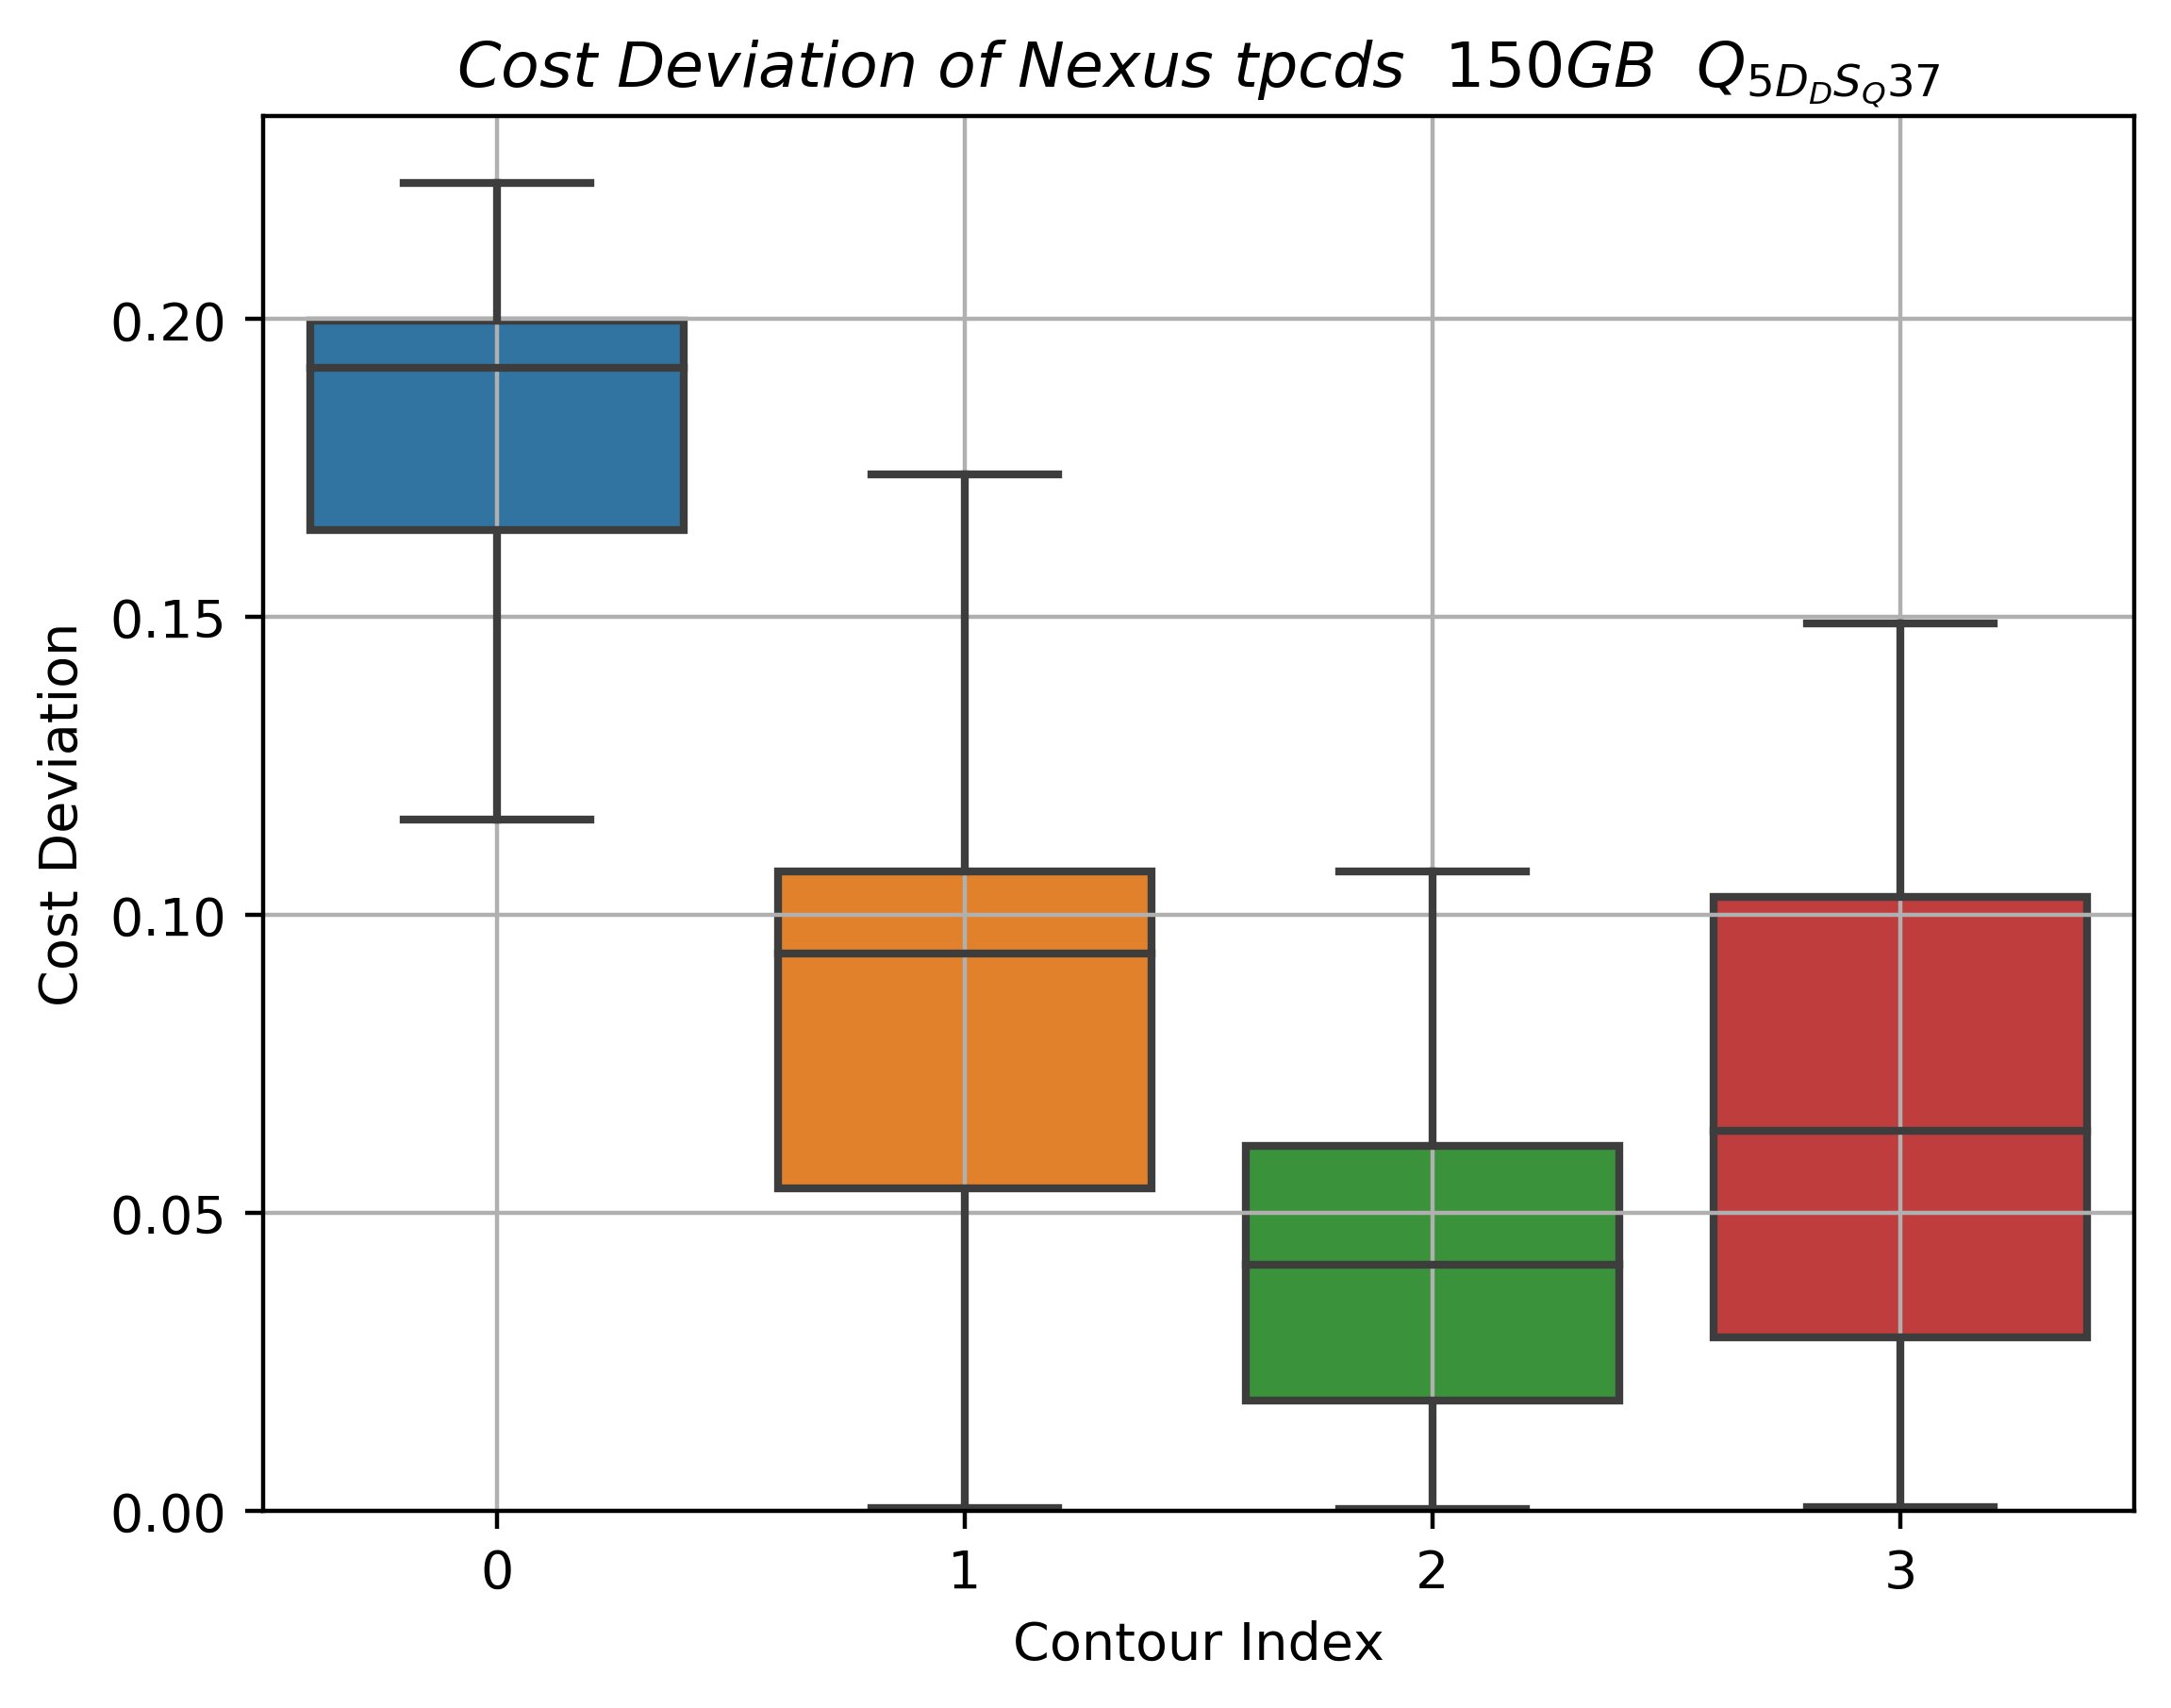 Cost Deviation of Nexus tpcds 150GB Q5DDSQ37
0.20
0.15
0.10
0.05
0.00
Cost Deviation
0 1 2 3
Contour Index